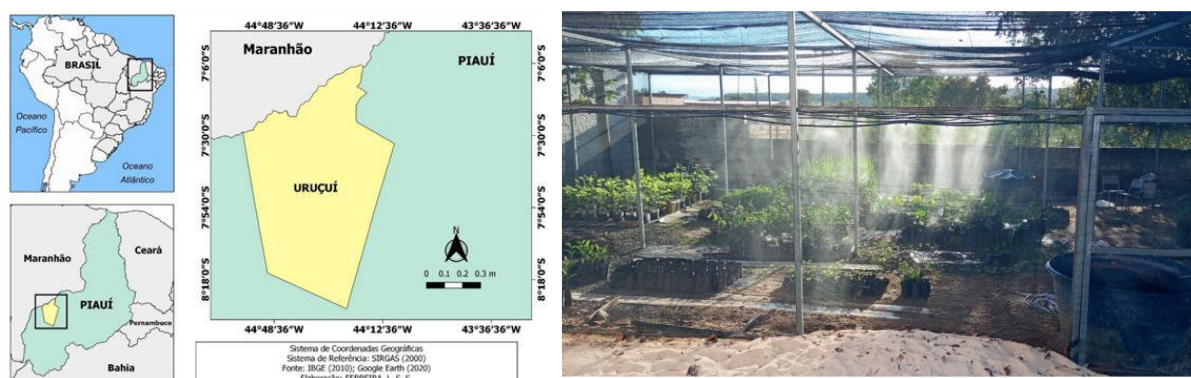 BRASIL
Oceano
Pacífico
Oceano
Atlântico
Maranhão
Ceará
PIAUÍ
Pernambuco
Bahia
44°48'36"W 44°12'36"W 43°36'36"W
Maranhão
PIAUÍ
URUÇUÍ
7°6'0"S
7°30'0"S
7°54'0"S
8°18'0"S
N
0 0.1 0.2 0.3 m
44°48'36"W 44°12'36"W 43°36'36"W
Sistema de Coordenadas Geográficas
Sistema de Referência: SIRGAS (2000)
Fonte: IBGE (2010); Google Earth (2020)
Elaboração: FERREIRA, L. S. S.